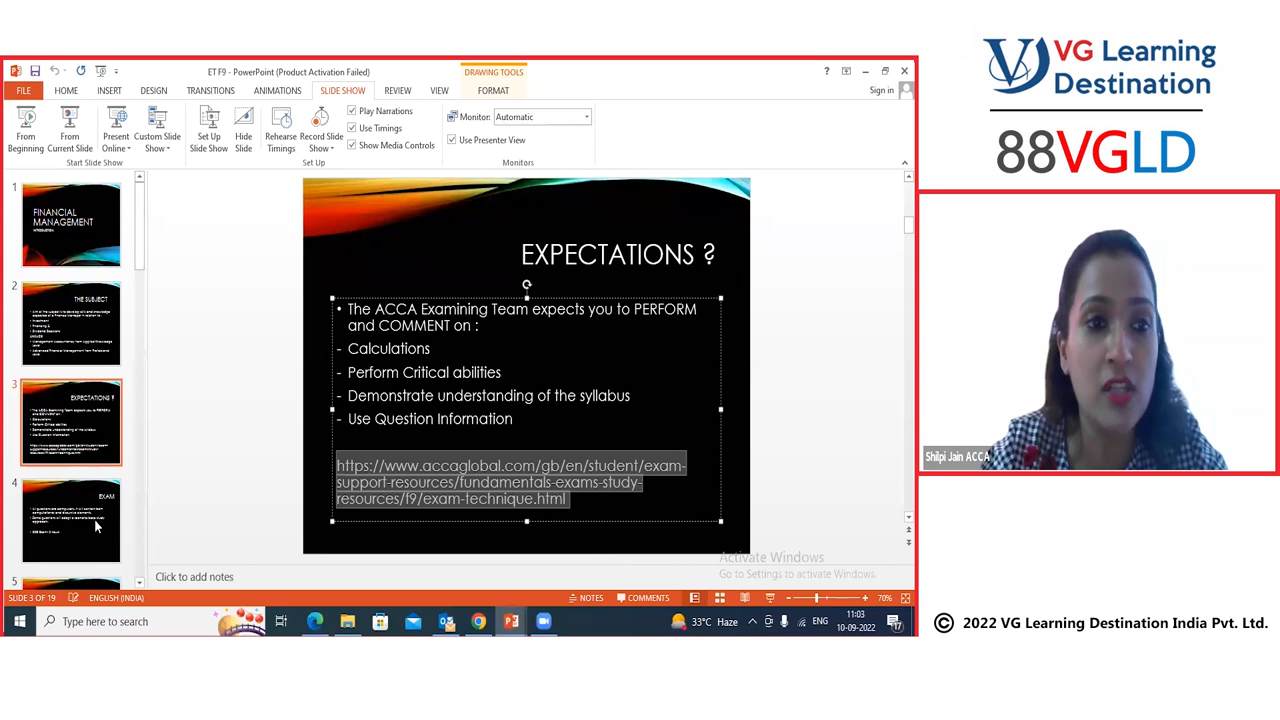 ET F9 - PowerPoint (Product Activation Failed)
DRAWING TOOLS
FILE HOME INSERT DESIGN TRANSITIONS ANIMATIONS SLIDE SHOW REVIEW VIEW FORMAT
Sign in
From Beginning
From Current Slide
Present Online
Custom Slide Show
Start Slide Show
Set Up Slide Show
Hide Slide
Rehearse Timings
Record Slide Show
Play Narrations
Use Timings
Show Media Controls
Set Up
Monitor: Automatic
Use Presenter View
Monitors
1
FINANCIAL
MANAGEMENT
INTRODUCTION
2
THE SUBJECT
3
EXPECTATIONS ?
4
EXAM
5
EXPECTATIONS ?
• The ACCA Examining Team expects you to PERFORM
and COMMENT on :
- Calculations
- Perform Critical abilities
- Demonstrate understanding of the syllabus
- Use Question Information
https://www.accaglobal.com/gb/en/student/exam-
support-resources/fundamentals-exams-study-
resources/f9/exam-technique.html
Activate Windows
Go to Settings to activate Windows.
Click to add notes
SLIDE 3 OF 19 ENGLISH (INDIA) NOTES COMMENTS 70%
Type here to search
33°C Haze
ENG
11:03
10-09-2022
17
VG Learning
Destination
88VGLD
Shilpi Jain ACCA
© 2022 VG Learning Destination India Pvt. Ltd.